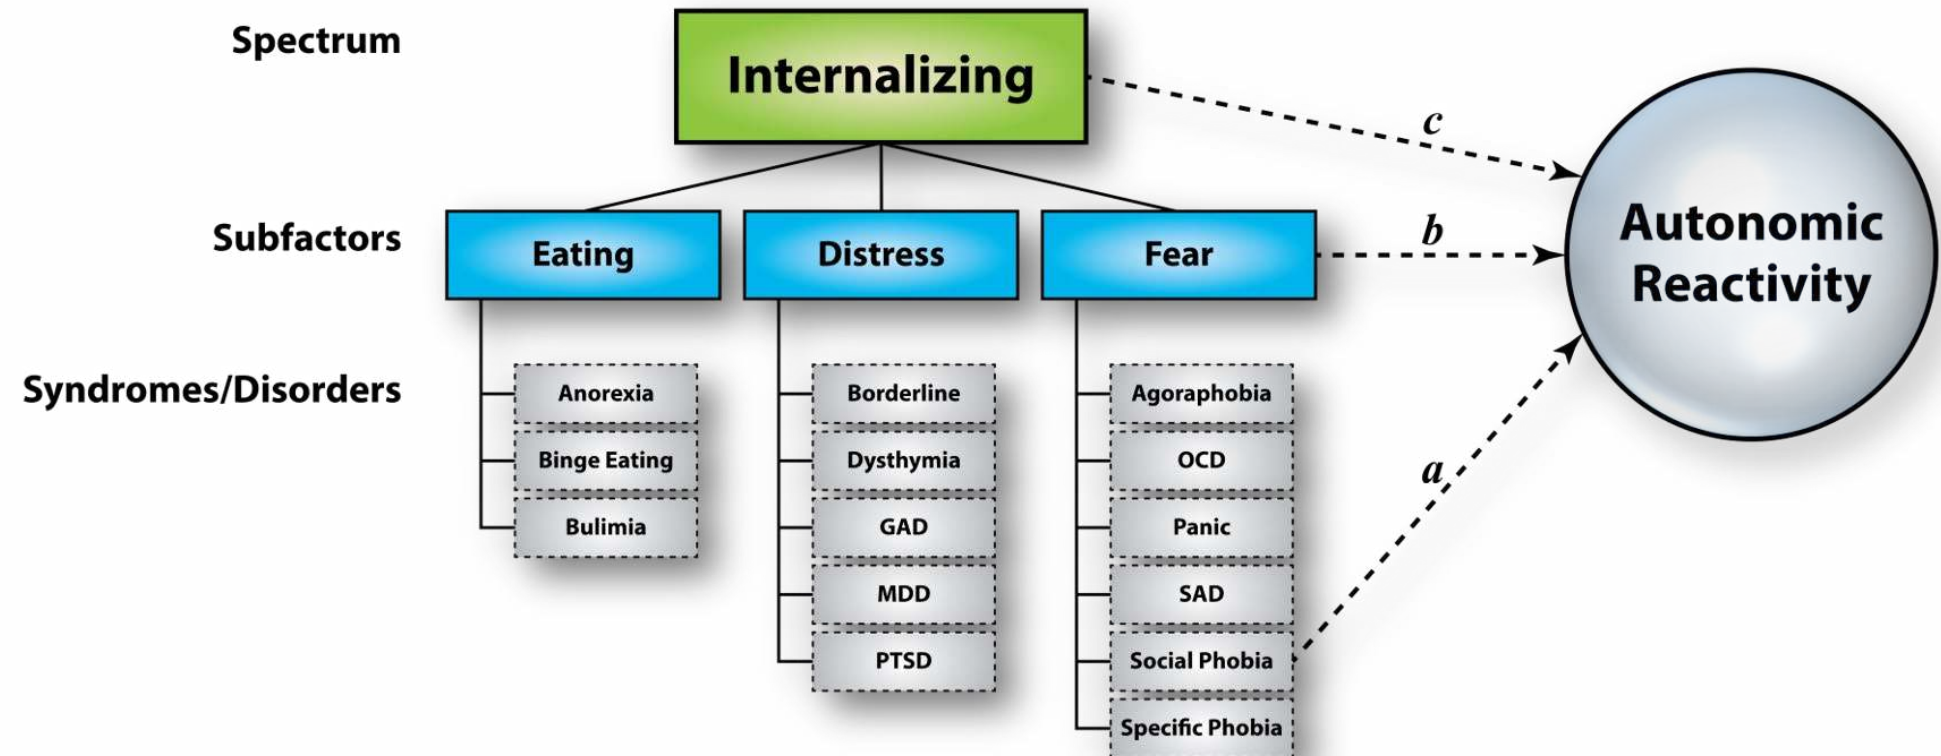 Spectrum
Internalizing
c
Autonomic
Reactivity
Subfactors
Eating
Distress
Fear
b
Syndromes/Disorders
Anorexia
Binge Eating
Bulimia
Borderline
Dysthymia
GAD
MDD
PTSD
Agoraphobia
OCD
Panic
SAD
Social Phobia
Specific Phobia
a